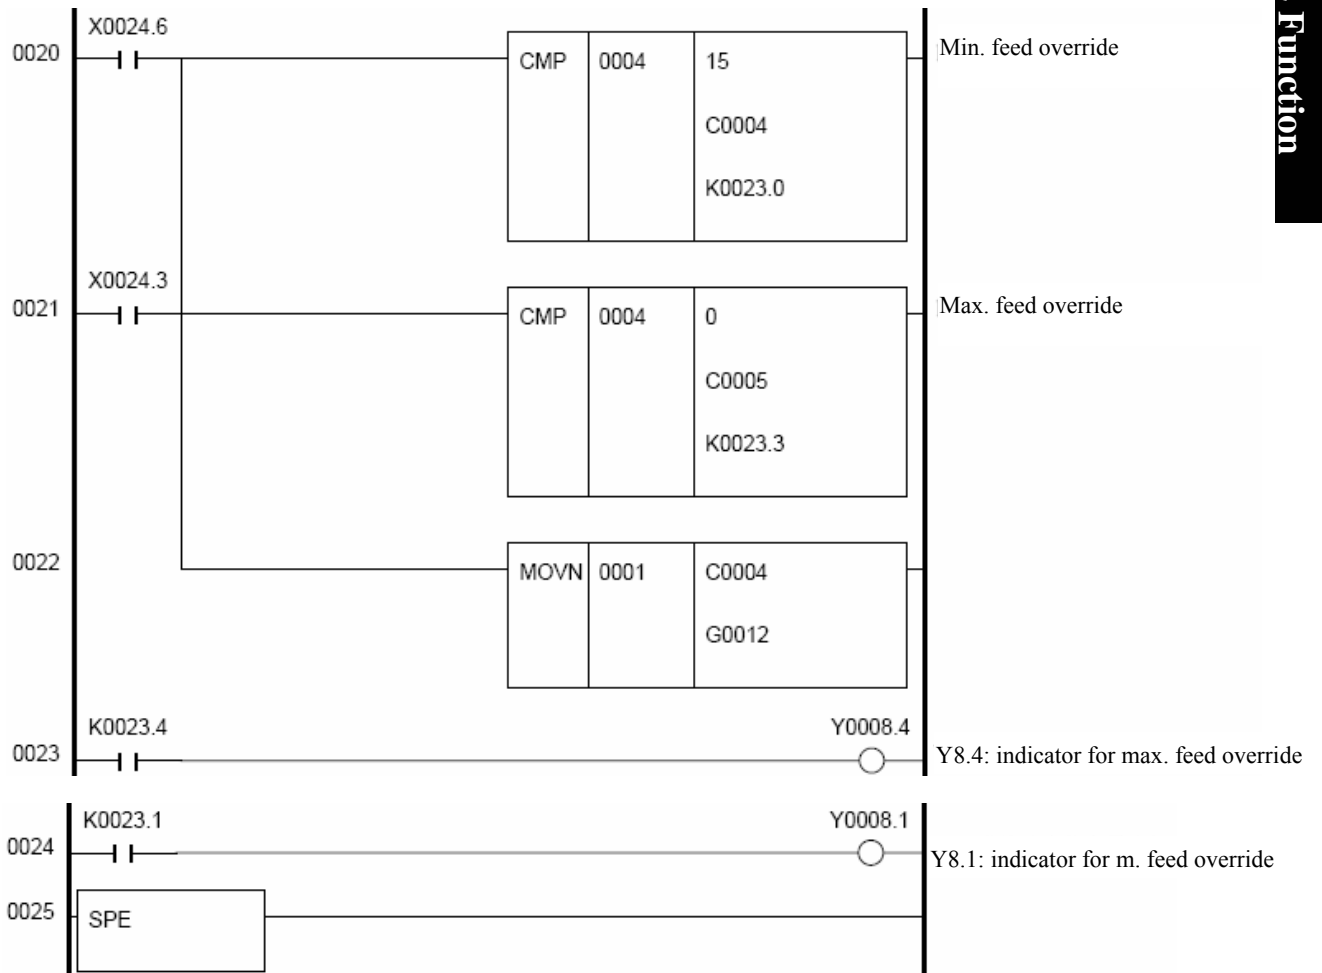 Function
X0024.6
0020 CMP 0004 15 Min. feed override
C0004
K0023.0
X0024.3
0021 CMP 0004 0 Max. feed override
C0005
K0023.3
0022 MOVN 0001 C0004
G0012
K0023.4 Y0008.4
0023 Y8.4: indicator for max. feed override
K0023.1 Y0008.1
0024 Y8.1: indicator for m. feed override
0025 SPE